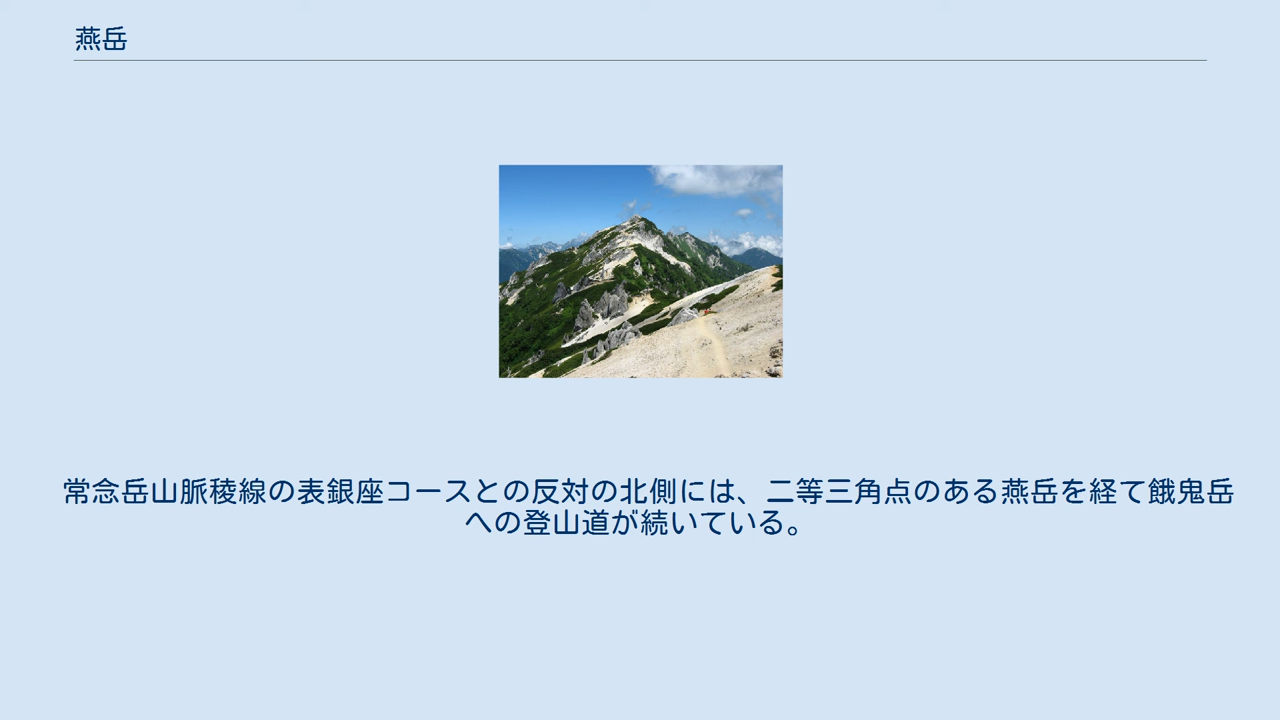 燕岳
常念岳山脈稜線の表銀座コースとの反対の北側には、二等三角点のある燕岳を経て餓鬼岳
への登山道が続いている。